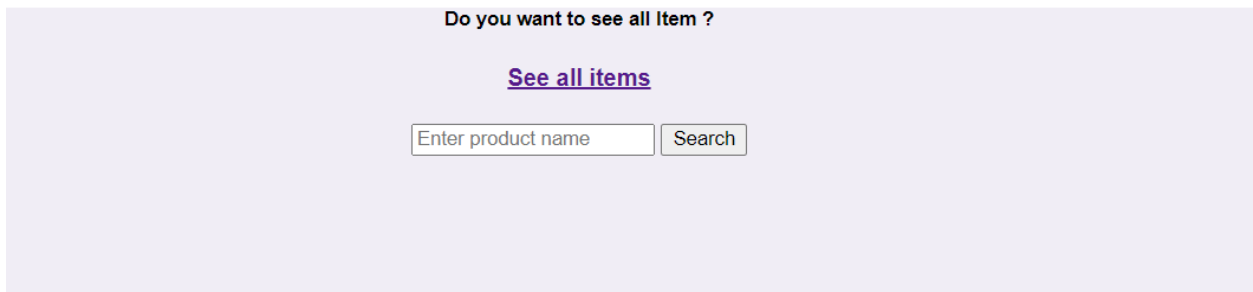 Do you want to see all Item ?
See all items
Enter product name Search